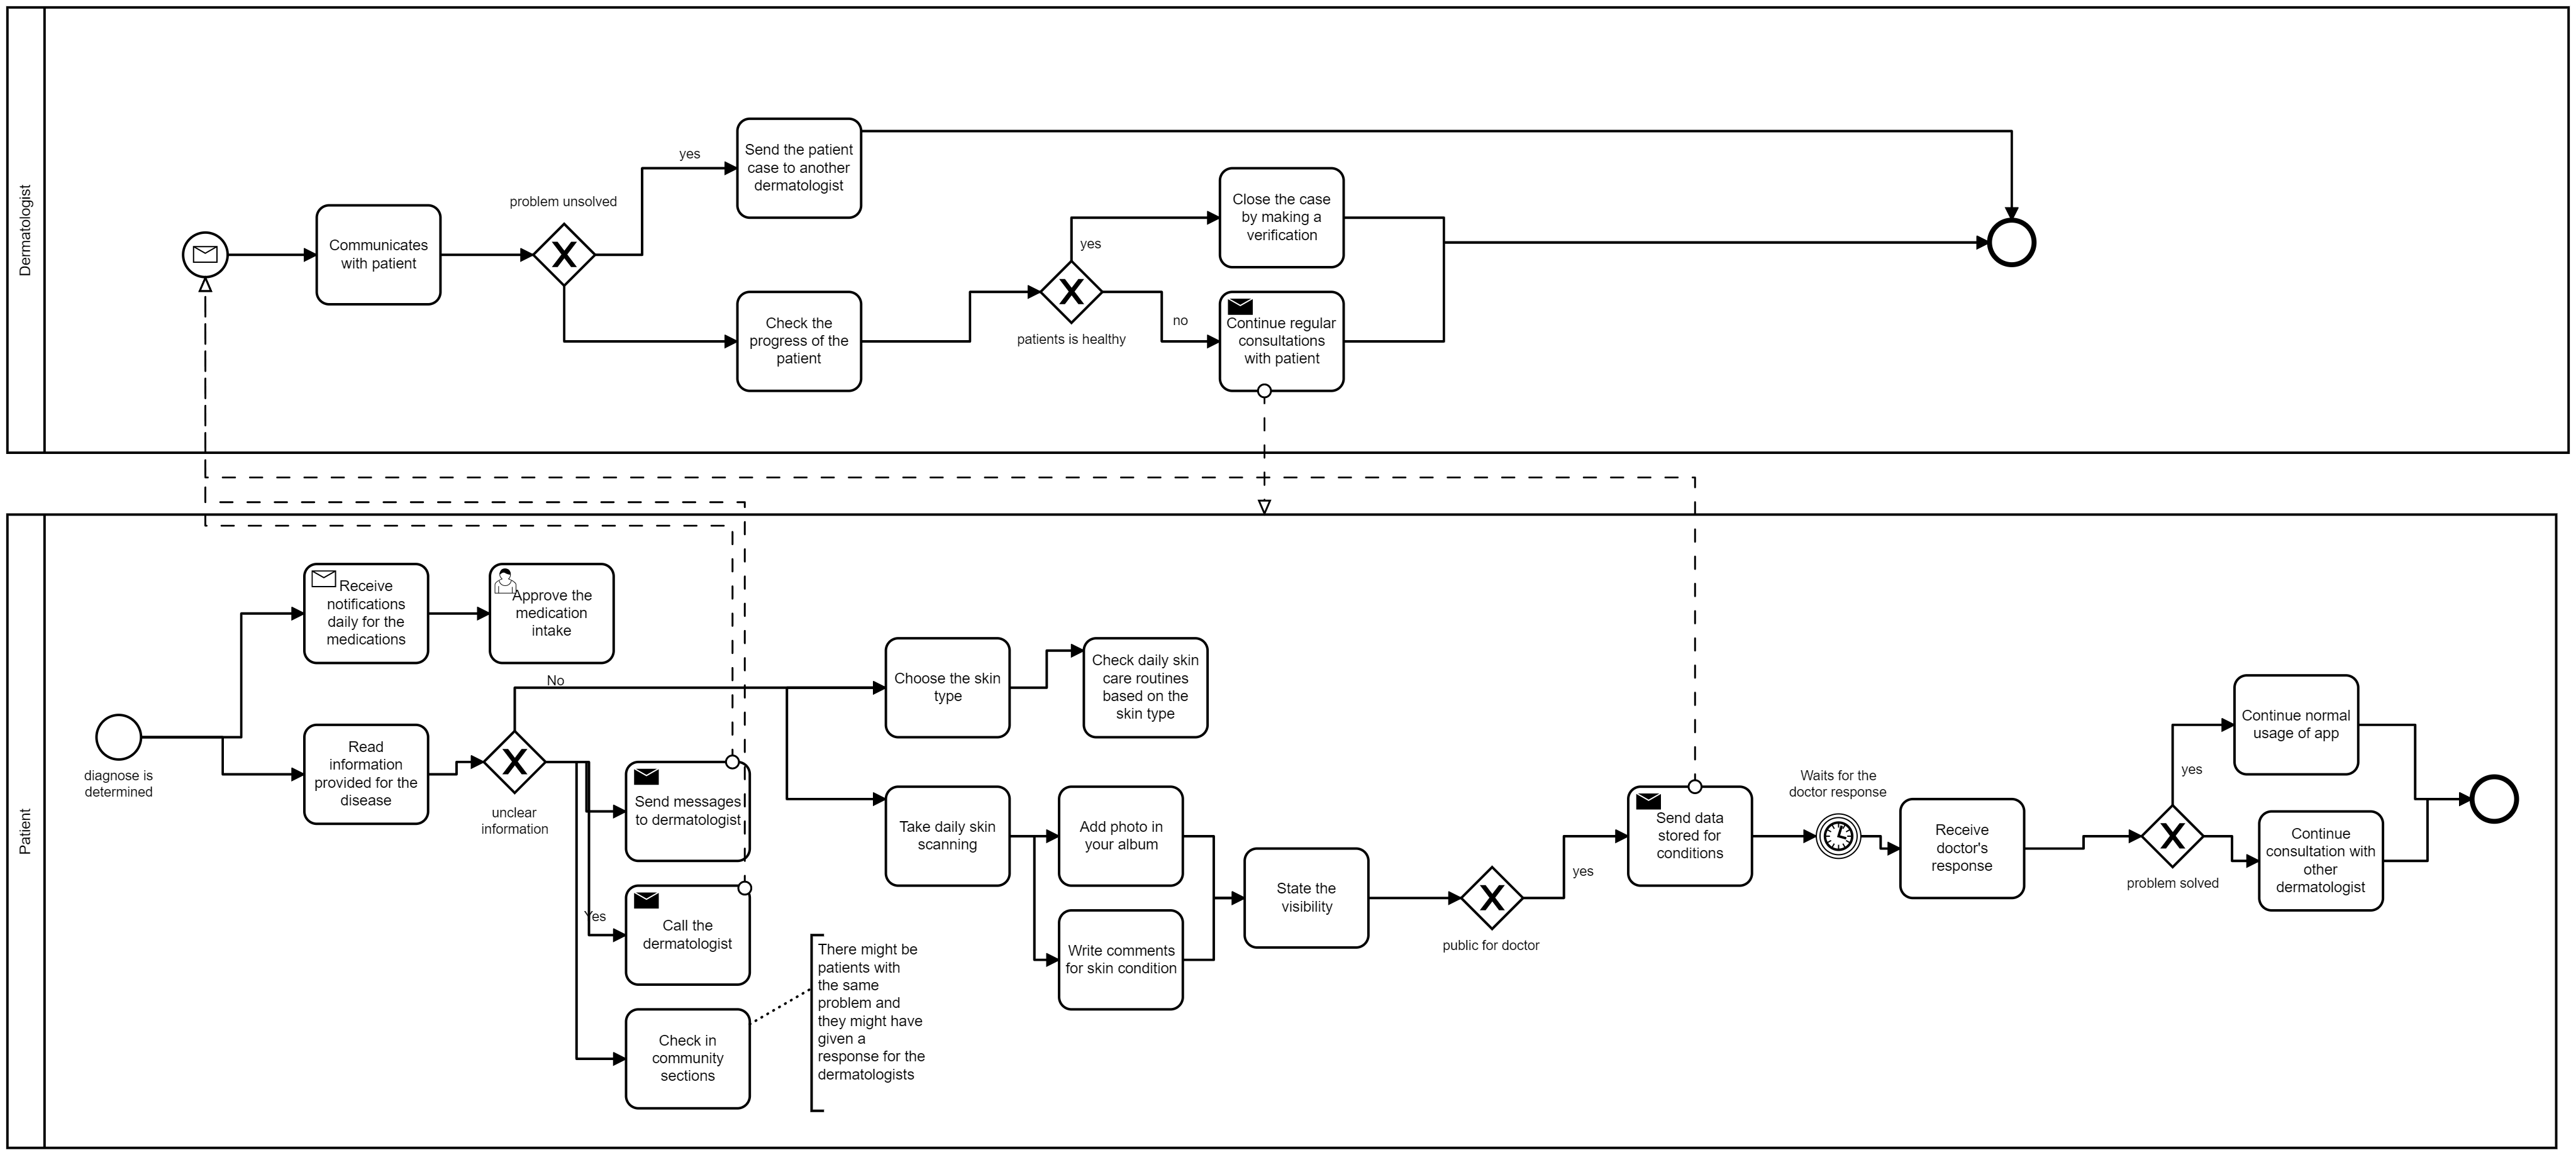 Dermatologist
Communicates
with patient
problem unsolved
yes
Send the patient
case to another
dermatologist
Check the
progress of the
patient
yes
patients is healthy
no
Close the case
by making a
verification
Continue regular
consultations
with patient
Patient
diagnose is
determined
Receive
notifications
daily for the
medications
Approve the
medication
intake
Read
information
provided for the
disease
No
unclear
information
Yes
Send messages
to dermatologist
Call the
dermatologist
Check in
community
sections
There might be
patients with
the same
problem and
they might have
given a
response for the
dermatologists
Choose the skin
type
Check daily skin
care routines
based on the
skin type
Take daily skin
scanning
Add photo in
your album
Write comments
for skin condition
State the
visibility
public for doctor
yes
Send data
stored for
conditions
Waits for the
doctor response
Receive
doctor's
response
problem solved
yes
Continue normal
usage of app
Continue
consultation with
other
dermatologist